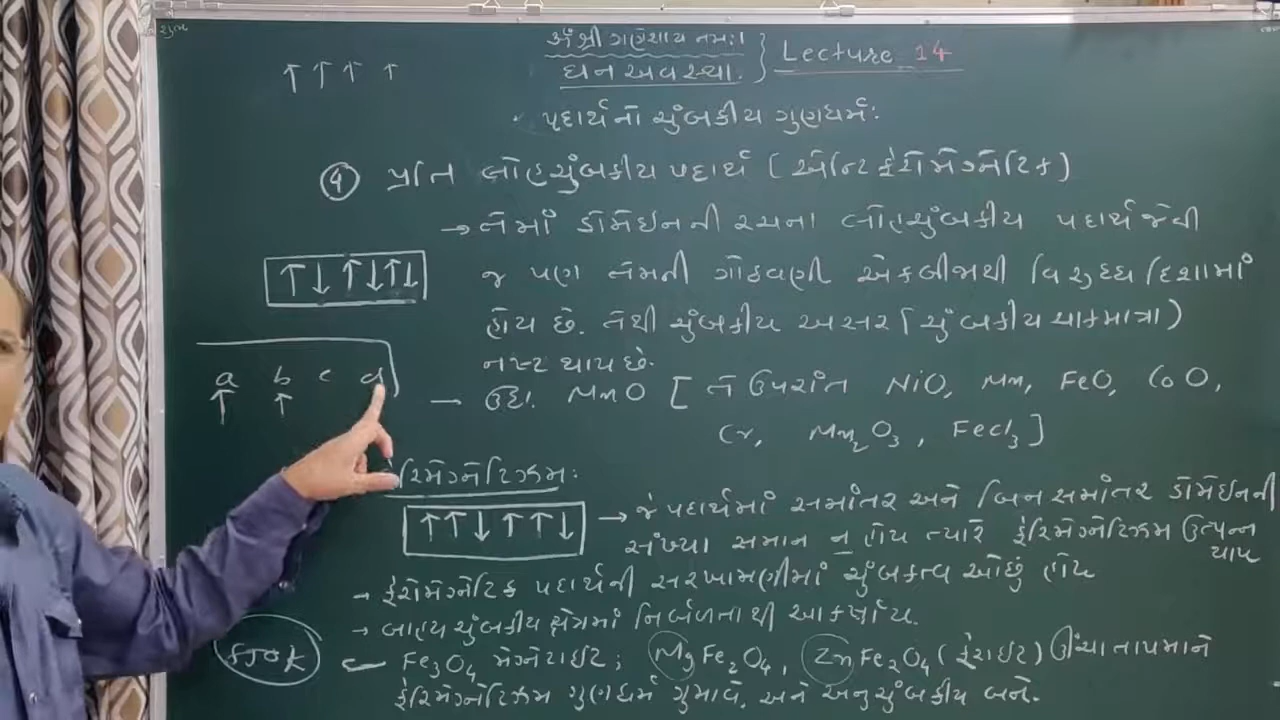 ૐ શ્રી ગણેશાય નમઃ।
ઘન અવસ્થા. } Lecture 14
પદાર્થનો ચુંબકીય ગુણધર્મ:
↑ ↑ ↑ ↑
④ પ્રતિ લોહચુંબકીય પદાર્થ [એન્ટિ ફેરોમેગ્નેટિક)
→ તેમાં ડોમેઇનની રચના લોહચુંબકીય પદાર્થ જેવી
↑↓ ↑↓↑↓
જ પણ તેમની ગોઠવણી એકબીજાથી વિરુદ્ધ દિશામાં
હોય છે. તેથી ચુંબકીય અસર (ચુંબકીય ચાકમાત્રા)
નષ્ટ થાય છે.
a b c d
↑ ↑
— ઉદા. MnO [ તે ઉપરાંત NiO, Mn, FeO, CoO,
Cr, Mn2O3, FeCl3]
રિમેગ્નેટિઝમ:
↑↑↓ ↑↑↓ → જે પદાર્થમાં સમાંતર અને બિનસમાંતર ડોમેઇનની
સંખ્યા સમાન ન હોય ત્યારે ફેરિમેગ્નેટિઝમ ઉત્પન્ન
થાય
→ ફેરોમેગ્નેટિક પદાર્થની સરખામણીમાં ચુંબકત્વ ઓછું હોય
→ બાહ્ય ચુંબકીય ક્ષેત્રમાં નિર્બળતાથી આકર્ષાય.
Fe3O4 મેગ્નેટાઇટ; MgFe2O4, ZnFe2O4 (ફેરાઇટ) ઊંચા તાપમાને
ફેરિમેગ્નેટિઝમ ગુણધર્મ ગુમાવે, અને અનુચુંબકીય બને.